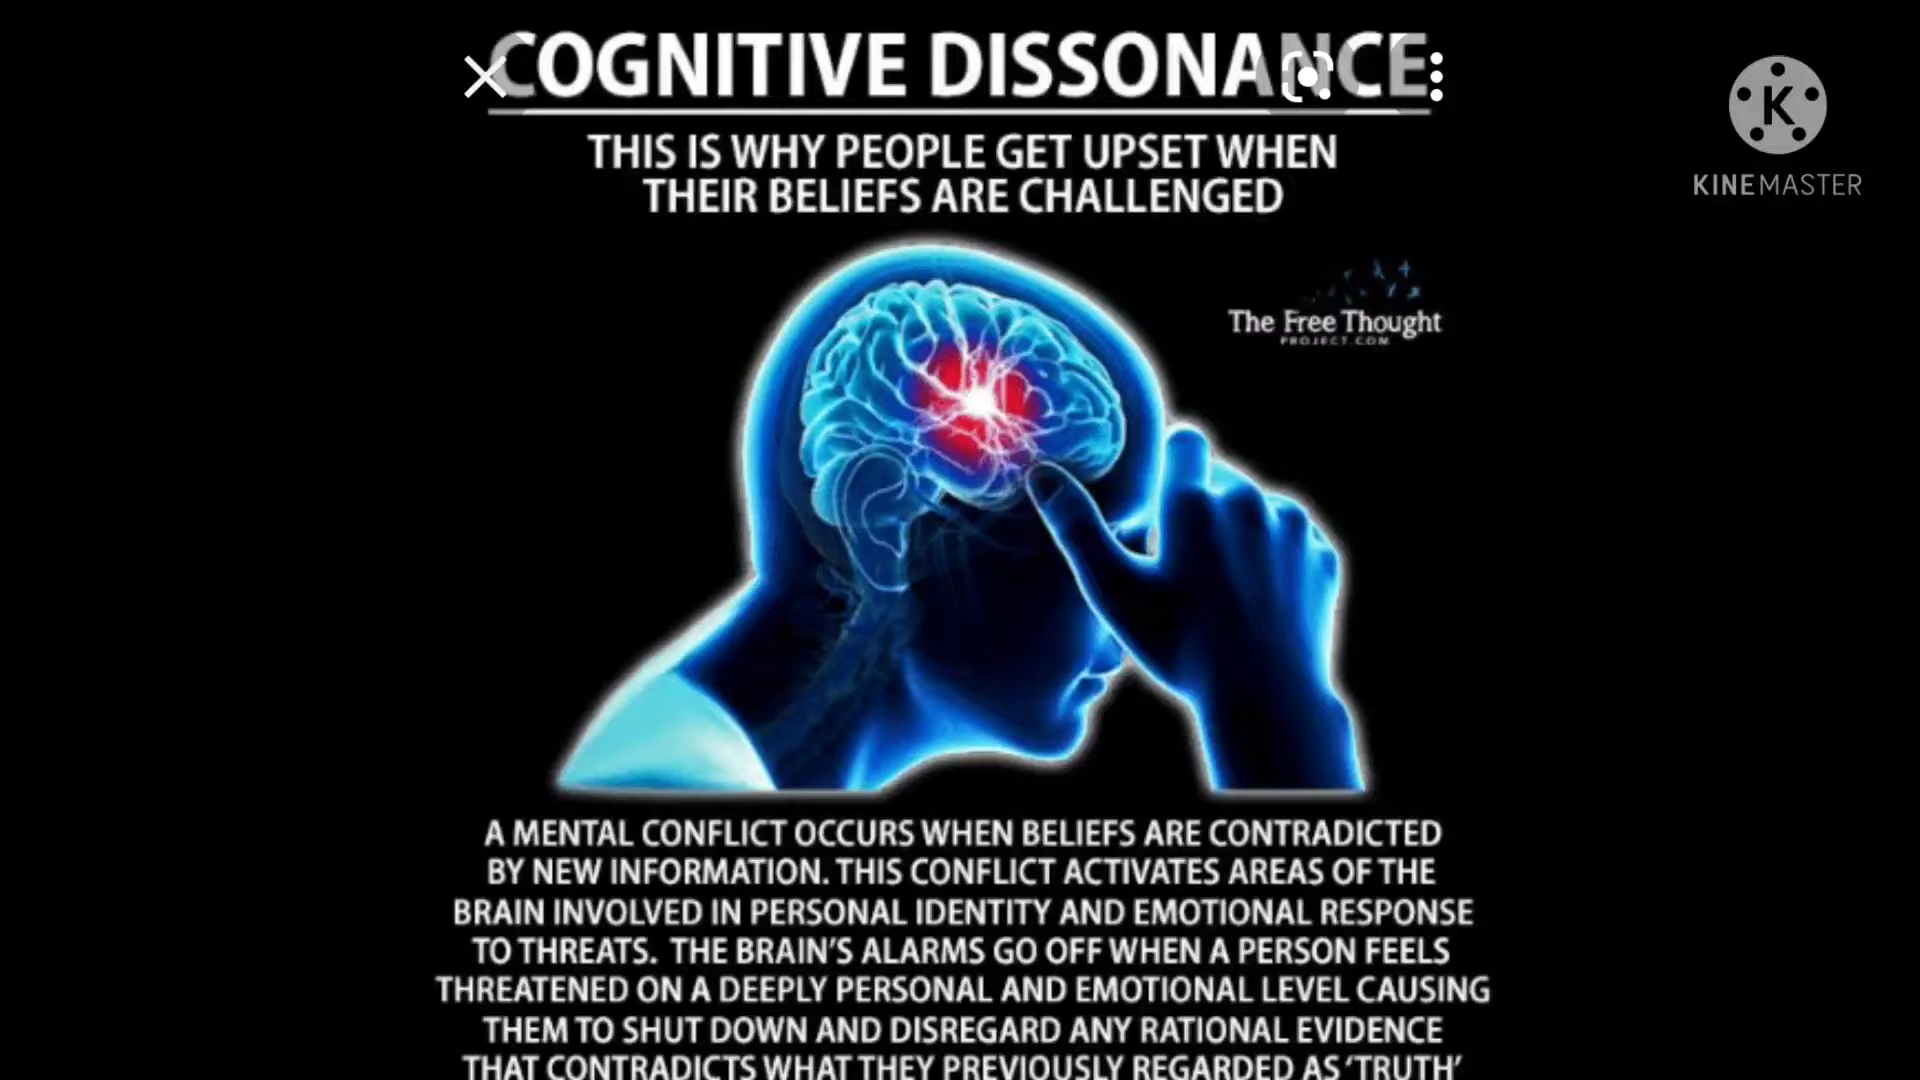 COGNITIVE DISSONANCE
THIS IS WHY PEOPLE GET UPSET WHEN
THEIR BELIEFS ARE CHALLENGED
K
KINEMASTER
The Free Thought
PROJECT.COM
A MENTAL CONFLICT OCCURS WHEN BELIEFS ARE CONTRADICTED
BY NEW INFORMATION. THIS CONFLICT ACTIVATES AREAS OF THE
BRAIN INVOLVED IN PERSONAL IDENTITY AND EMOTIONAL RESPONSE
TO THREATS. THE BRAIN'S ALARMS GO OFF WHEN A PERSON FEELS
THREATENED ON A DEEPLY PERSONAL AND EMOTIONAL LEVEL CAUSING
THEM TO SHUT DOWN AND DISREGARD ANY RATIONAL EVIDENCE
THAT CONTRADICTS WHAT THEY PREVIOUSLY REGARDED AS 'TRUTH'